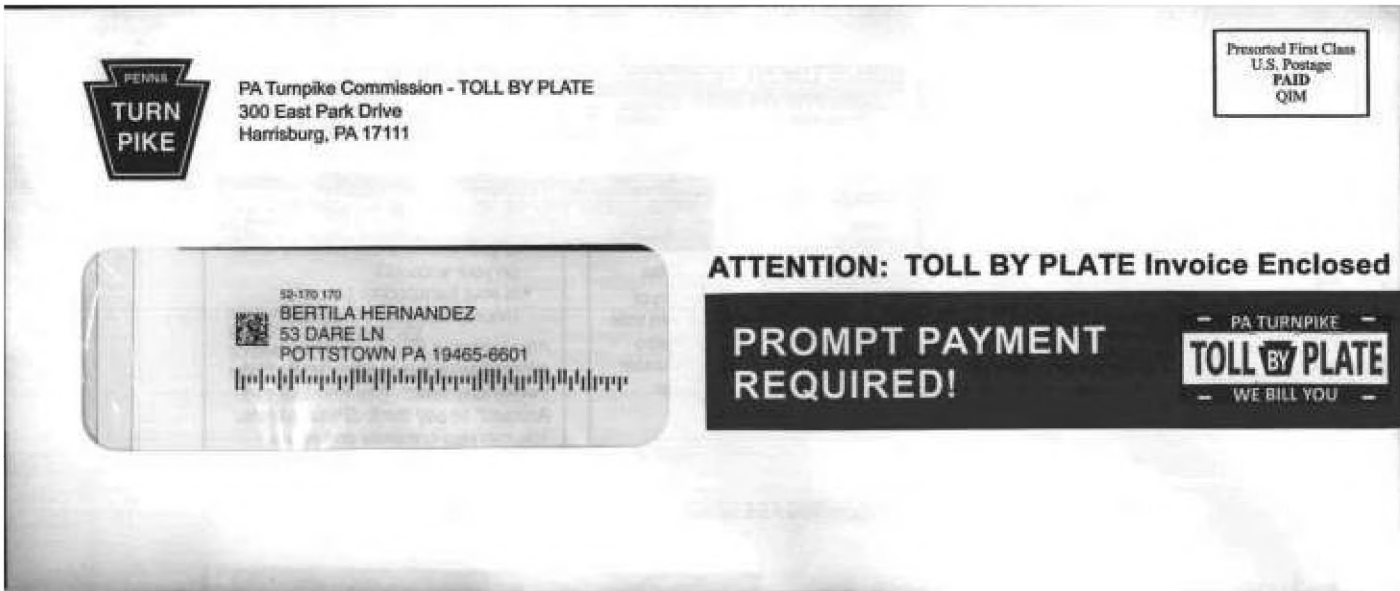 PENNA
TURN
PIKE
PA Turnpike Commission - TOLL BY PLATE
300 East Park Drive
Harrisburg, PA 17111
Presorted First Class
U.S. Postage
PAID
QIM
52-170 170
BERTILA HERNANDEZ
53 DARE LN
POTTSTOWN PA 19465-6601
ATTENTION: TOLL BY PLATE Invoice Enclosed
PROMPT PAYMENT
REQUIRED!
PA TURNPIKE
TOLL BY PLATE
WE BILL YOU